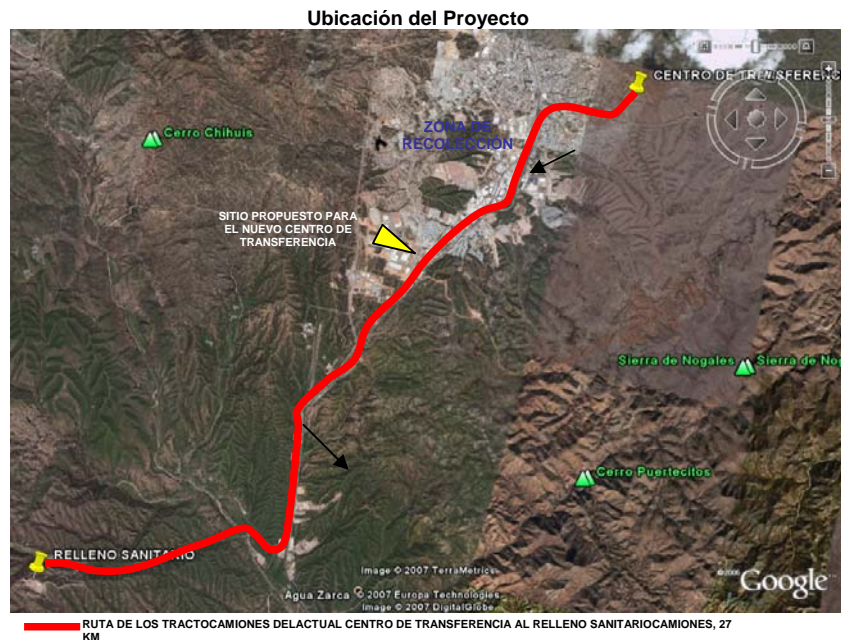 Ubicación del Proyecto
CENTRO DE TRANSFERENC
Cerro Chihuis
ZONA DE
RECOLECCION
SITIO PROPUESTO PARA
EL NUEVO CENTRO DE
TRANSFERENCIA
Sierra de Nogales
Sierra de No
Cerro Puertecitos
RELLENO SANITARIO
Image © 2007 TerraMetrics
Agua Zarca
© 2007 Europa Technologies
Image © 2007 DigitalGlobe
©2006 Google
RUTA DE LOS TRACTOCAMIONES DELACTUAL CENTRO DE TRANSFERENCIA AL RELLENO SANITARIOCAMIONES, 27
KM